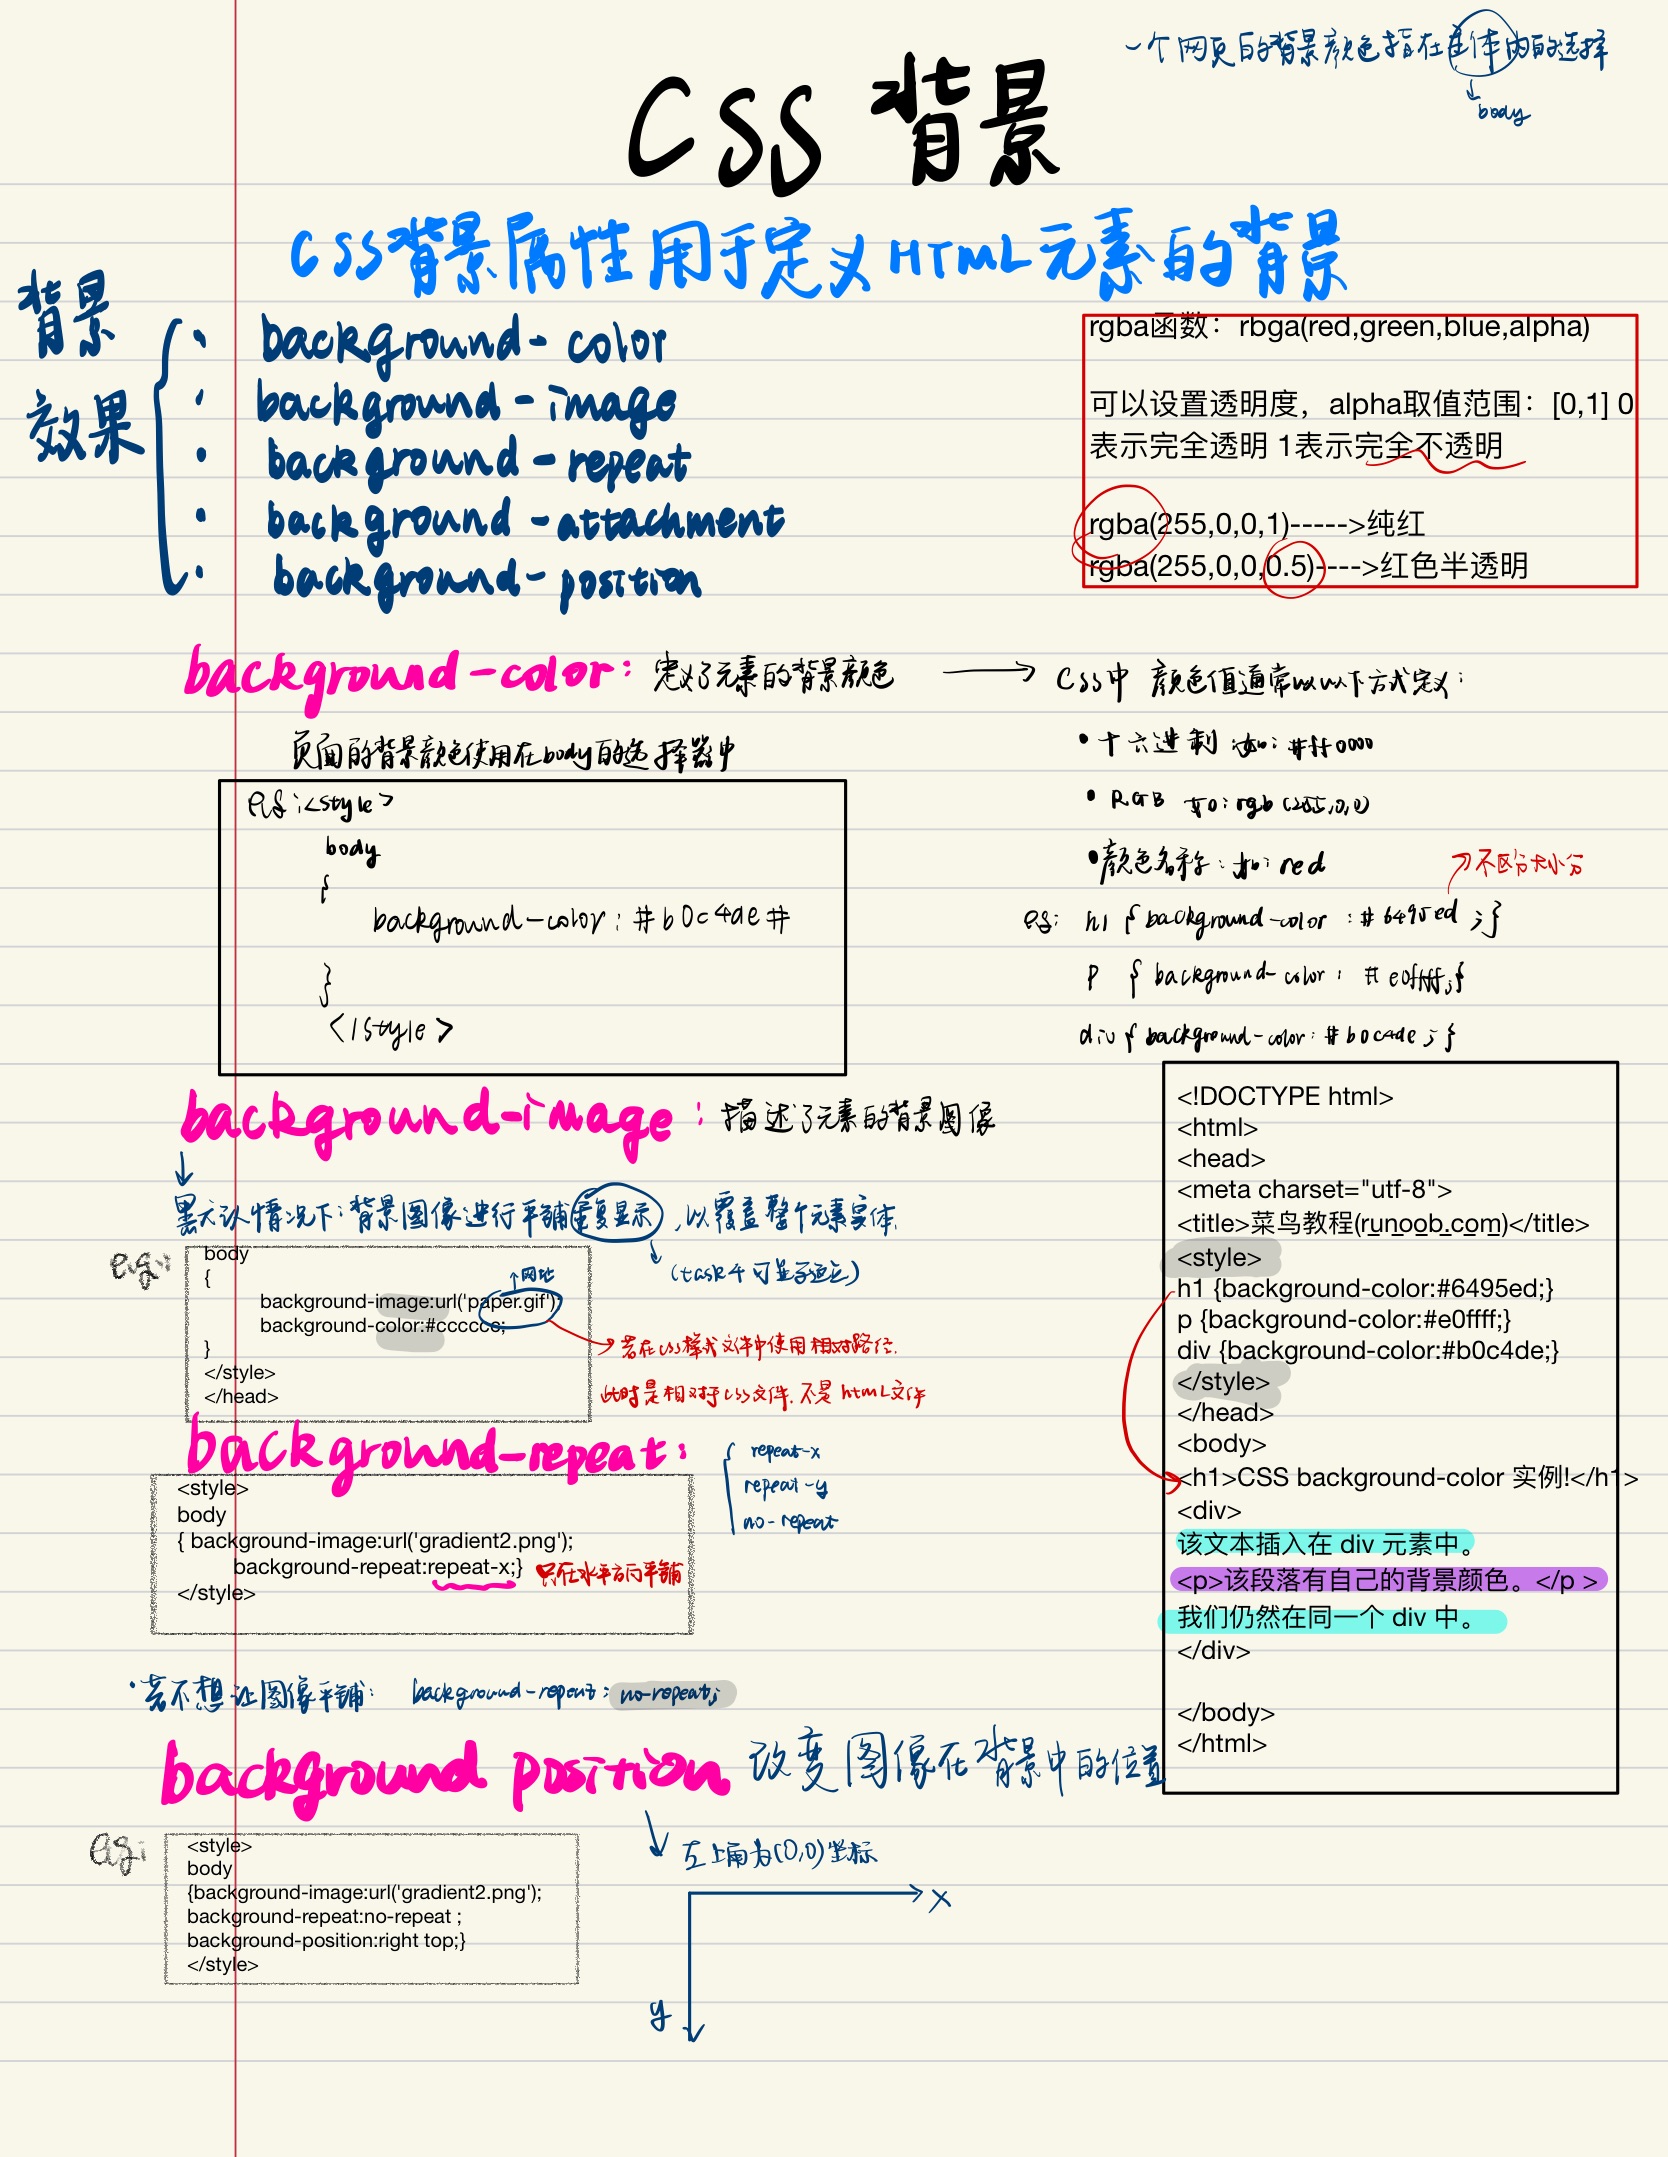 一个网页的背景颜色指在主体内的选择
body
CSS 背景
CSS背景属性用于定义HTML元素的背景
背景
效果
· background-color
· background-image
· background-repeat
· background-attachment
· background-position
rgba函数：rbga(red,green,blue,alpha)
可以设置透明度，alpha取值范围：[0,1] 0
表示完全透明 1表示完全不透明
rgba(255,0,0,1)----->纯红
rgba(255,0,0,0.5)---->红色半透明
background-color: 定义了元素的背景颜色
页面的背景颜色使用在body的选择器中
eg:<style>
body
{
background-color:#b0c4de#
}
</style>
CSS中 颜色值通常以以下方式定义:
•十六进制 如:#ff0000
• RGB 如:rgb(255,0,0)
•颜色名称:如:red
不区分大小写
eg: h1 {background-color:#6495ed;}
p {background-color: #e0ffff;}
div{background-color:#b0c4de;}
background-image: 描述了元素的背景图像
默认情况下:背景图像进行平铺重复显示,以覆盖整个元素实体.
(task4可
e.g.:
body
{
网址
background-image:url('paper.gif');
background-color:#cccccc;
}
</style>
</head>
若在css样式文件中使用相对路径.
此时是相对于css文件.不是html文件
background-repeat:
repeat-x
repeat-y
no-repeat
<style>
body
{ background-image:url('gradient2.png');
background-repeat:repeat-x;} 只在水平方向平铺
</style>
·若不想让图像平铺: background-repeat:no-repeat;
background position 改变图像在背景中的位置
左上角为(0,0)坐标
x
y
eg:
<style>
body
{background-image:url('gradient2.png');
background-repeat:no-repeat ;
background-position:right top;}
</style>
<!DOCTYPE html>
<html>
<head>
<meta charset="utf-8">
<title>菜鸟教程(runoob.com)</title>
<style>
h1 {background-color:#6495ed;}
p {background-color:#e0ffff;}
div {background-color:#b0c4de;}
</style>
</head>
<body>
<h1>CSS background-color 实例!</h1>
<div>
该文本插入在 div 元素中。
<p>该段落有自己的背景颜色。</p >
我们仍然在同一个 div 中。
</div>
</body>
</html>